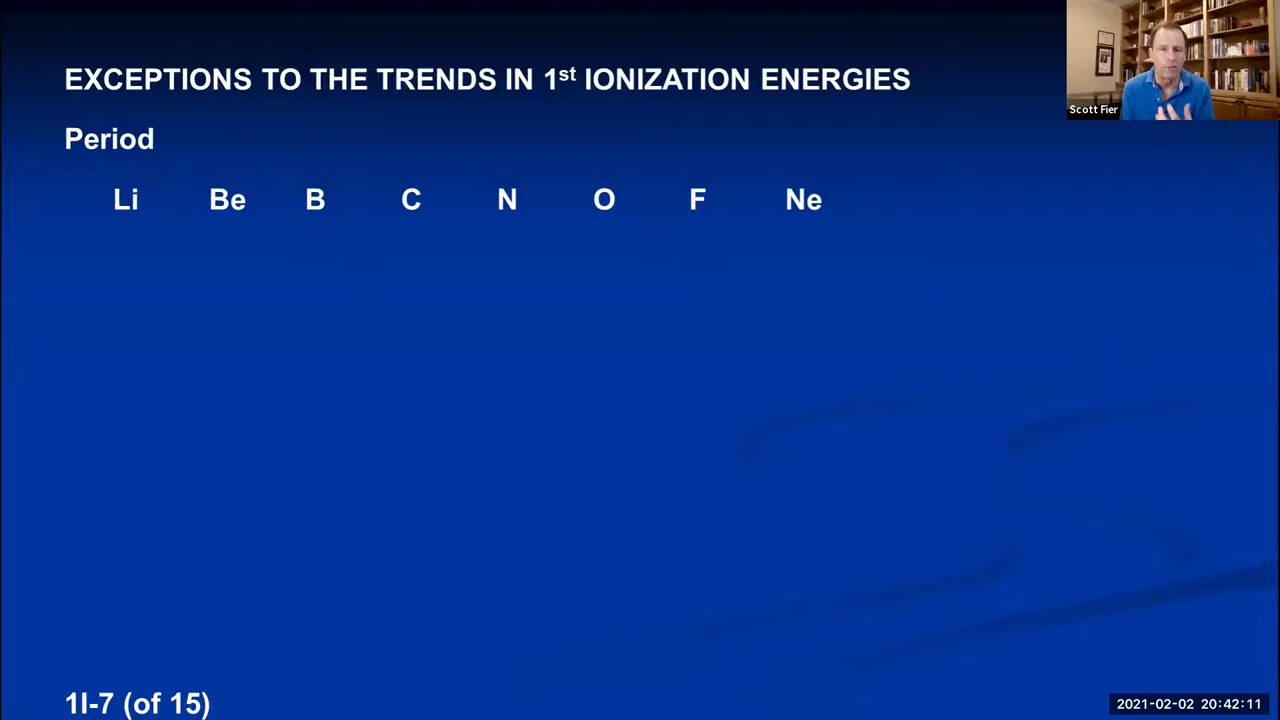 EXCEPTIONS TO THE TRENDS IN 1st IONIZATION ENERGIES
Scott Fier
Period
Li Be B C N O F Ne
1I-7 (of 15)
2021-02-02 20:42:11